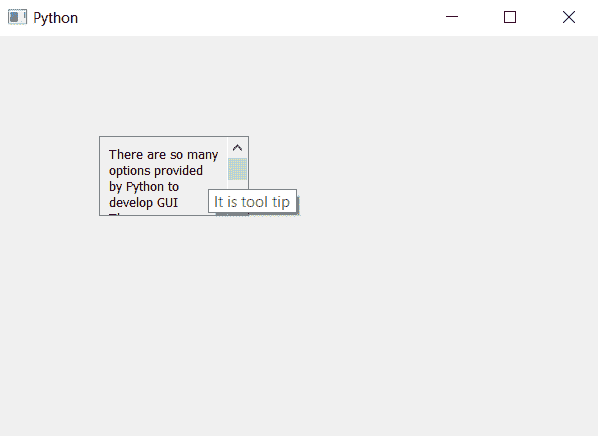 Python
There are so many
options provided
by Python to
develop GUI
It is tool tip